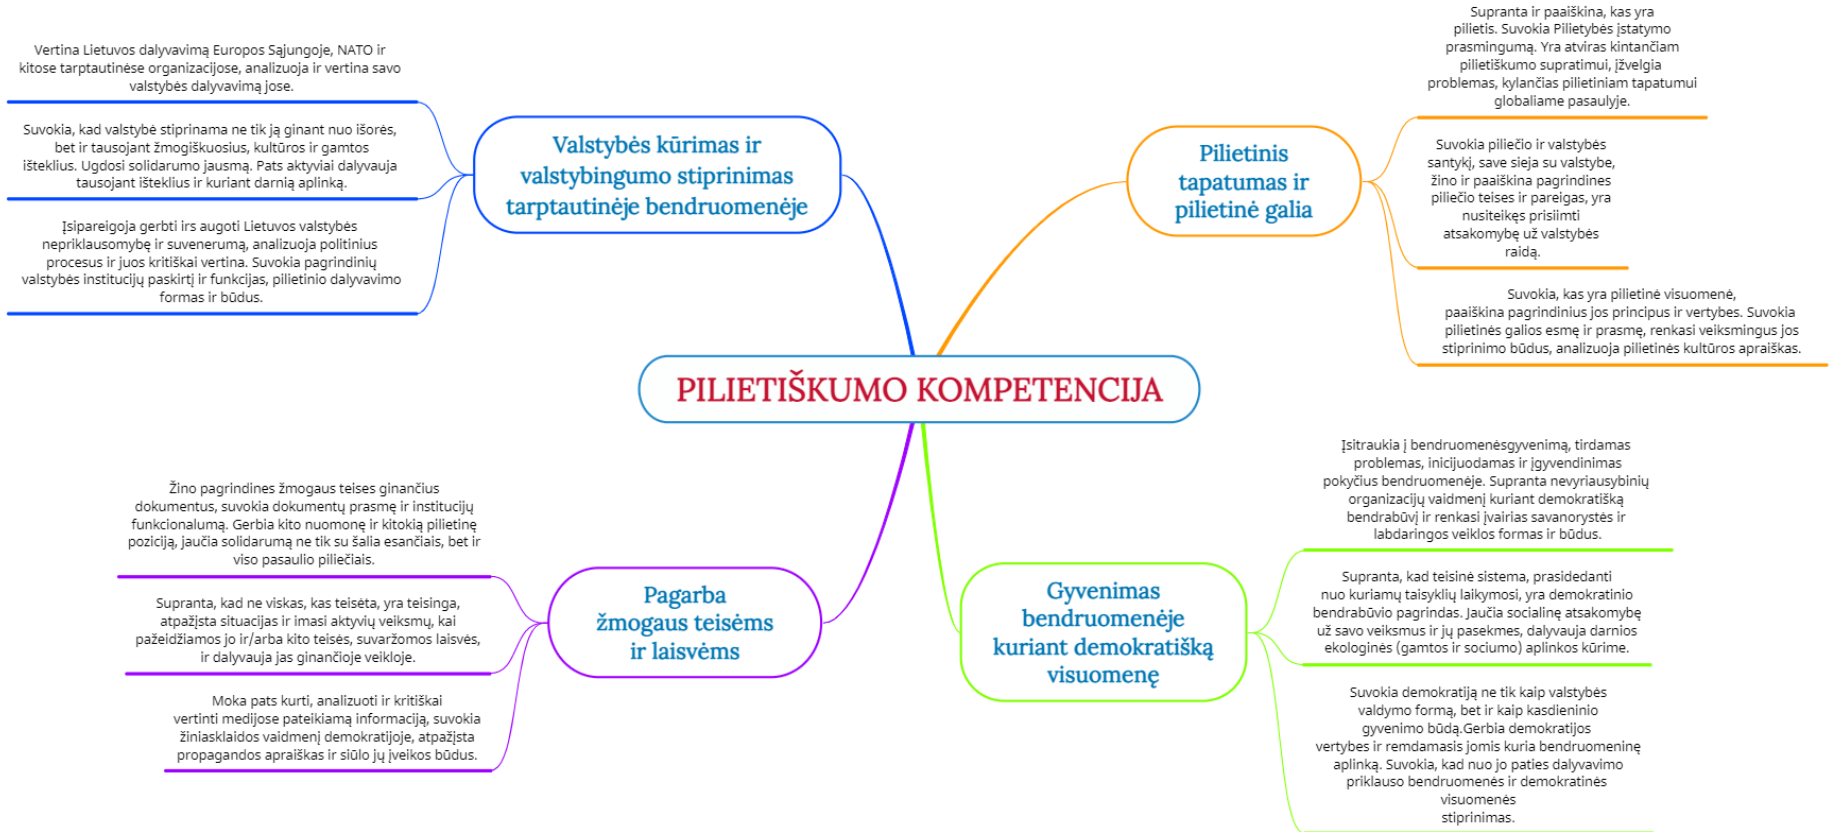 PILIETIŠKUMO KOMPETENCIJA
Valstybės kūrimas ir
valstybingumo stiprinimas
tarptautinėje bendruomenėje
Vertina Lietuvos dalyvavimą Europos Sąjungoje, NATO ir
kitose tarptautinėse organizacijose, analizuoja ir vertina savo
valstybės dalyvavimą jose.
Suvokia, kad valstybė stiprinama ne tik ją ginant nuo išorės,
bet ir tausojant žmogiškuosius, kultūros ir gamtos
išteklius. Ugdosi solidarumo jausmą. Pats aktyviai dalyvauja
tausojant išteklius ir kuriant darnią aplinką.
Įsipareigoja gerbti irs augoti Lietuvos valstybės
nepriklausomybę ir suvenerumą, analizuoja politinius
procesus ir juos kritiškai vertina. Suvokia pagrindinių
valstybės institucijų paskirtį ir funkcijas, pilietinio dalyvavimo
formas ir būdus.
Pilietinis
tapatumas ir
pilietinė galia
Supranta ir paaiškina, kas yra
pilietis. Suvokia Pilietybės įstatymo
prasmingumą. Yra atviras kintančiam
pilietiškumo supratimui, įžvelgia
problemas, kylančias pilietiniam tapatumui
globaliame pasaulyje.
Suvokia piliečio ir valstybės
santykį, save sieja su valstybe,
žino ir paaiškina pagrindines
piliečio teises ir pareigas, yra
nusiteikęs prisiimti
atsakomybę už valstybės
raidą.
Suvokia, kas yra pilietinė visuomenė,
paaiškina pagrindinius jos principus ir vertybes. Suvokia
pilietinės galios esmę ir prasmę, renkasi veiksmingus jos
stiprinimo būdus, analizuoja pilietinės kultūros apraiškas.
Pagarba
žmogaus teisėms
ir laisvėms
Žino pagrindines žmogaus teises ginančius
dokumentus, suvokia dokumentų prasmę ir institucijų
funkcionalumą. Gerbia kito nuomonę ir kitokią pilietinę
poziciją, jaučia solidarumą ne tik su šalia esančiais, bet ir
viso pasaulio piliečiais.
Supranta, kad ne viskas, kas teisėta, yra teisinga,
atpažįsta situacijas ir imasi aktyvių veiksmų, kai
pažeidžiamos jo ir/arba kito teisės, suvaržomos laisvės,
ir dalyvauja jas ginančioje veikloje.
Moka pats kurti, analizuoti ir kritiškai
vertinti medijose pateikiamą informaciją, suvokia
žiniasklaidos vaidmenį demokratijoje, atpažįsta
propagandos apraiškas ir siūlo jų įveikos būdus.
Gyvenimas
bendruomenėje
kuriant demokratišką
visuomenę
Įsitraukia į bendruomenėsgyvenimą, tirdamas
problemas, inicijuodamas ir įgyvendinimas
pokyčius bendruomenėje. Supranta nevyriausybinių
organizacijų vaidmenį kuriant demokratišką
bendrabūvį ir renkasi įvairias savanorystės ir
labdaringos veiklos formas ir būdus.
Supranta, kad teisinė sistema, prasidedanti
nuo kuriamų taisyklių laikymosi, yra demokratinio
bendrabūvio pagrindas. Jaučia socialinę atsakomybę
už savo veiksmus ir jų pasekmes, dalyvauja darnios
ekologinės (gamtos ir sociumo) aplinkos kūrime.
Suvokia demokratiją ne tik kaip valstybės
valdymo formą, bet ir kaip kasdieninio
gyvenimo būdą.Gerbia demokratijos
vertybes ir remdamasis jomis kuria bendruomeninę
aplinką. Suvokia, kad nuo jo paties dalyvavimo
priklauso bendruomenės ir demokratinės
visuomenės
stiprinimas.